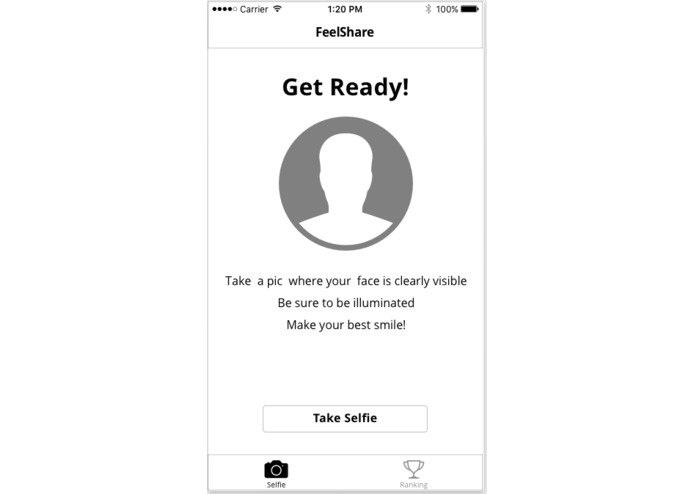 Carrier 1:20 PM 100%
FeelShare
Get Ready!
Take a pic where your face is clearly visible
Be sure to be illuminated
Make your best smile!
Take Selfie
Selfie Ranking